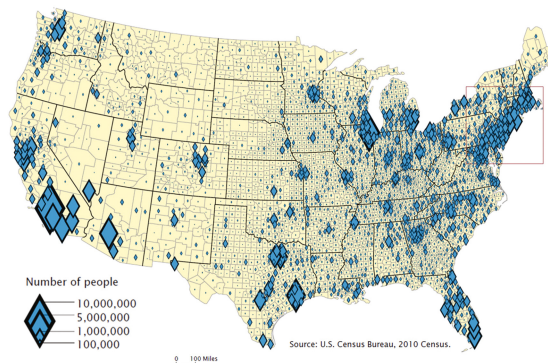 Number of people
10,000,000
5,000,000
1,000,000
100,000
Source: U.S. Census Bureau, 2010 Census.
0 100 Miles